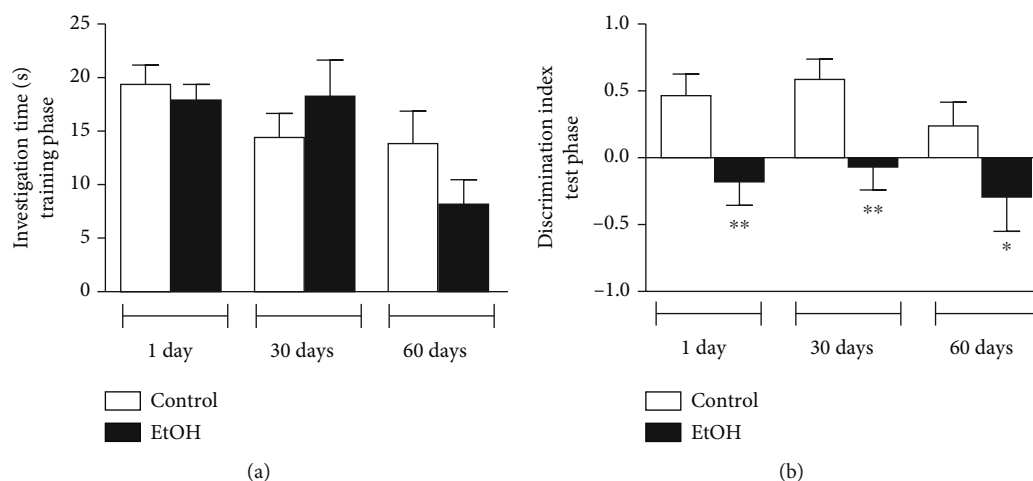 Investigation time (s)
training phase
25
20
15
10
5
0
1 day
30 days
60 days
Control
EtOH
(a)
Discrimination index
test phase
1.0
0.5
0.0
–0.5
–1.0
**
**
*
1 day
30 days
60 days
Control
EtOH
(b)